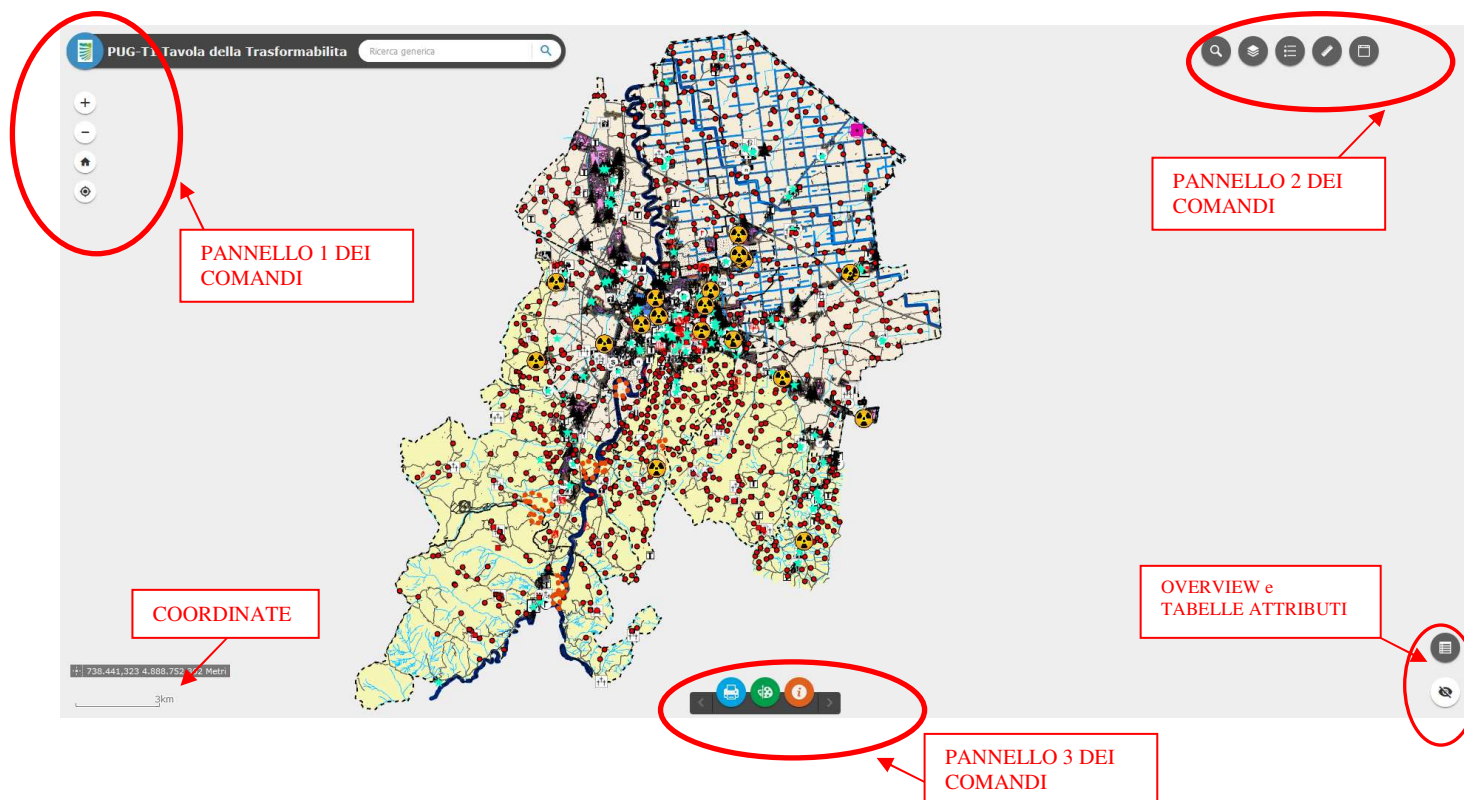 PUG-T1 Tavola della Trasformabilita
Ricerca generica
PANNELLO 1 DEI
COMANDI
PANNELLO 2 DEI
COMANDI
COORDINATE
OVERVIEW e
TABELLE ATTRIBUTI
738.441,323 4.888.752, Metri
3km
PANNELLO 3 DEI
COMANDI